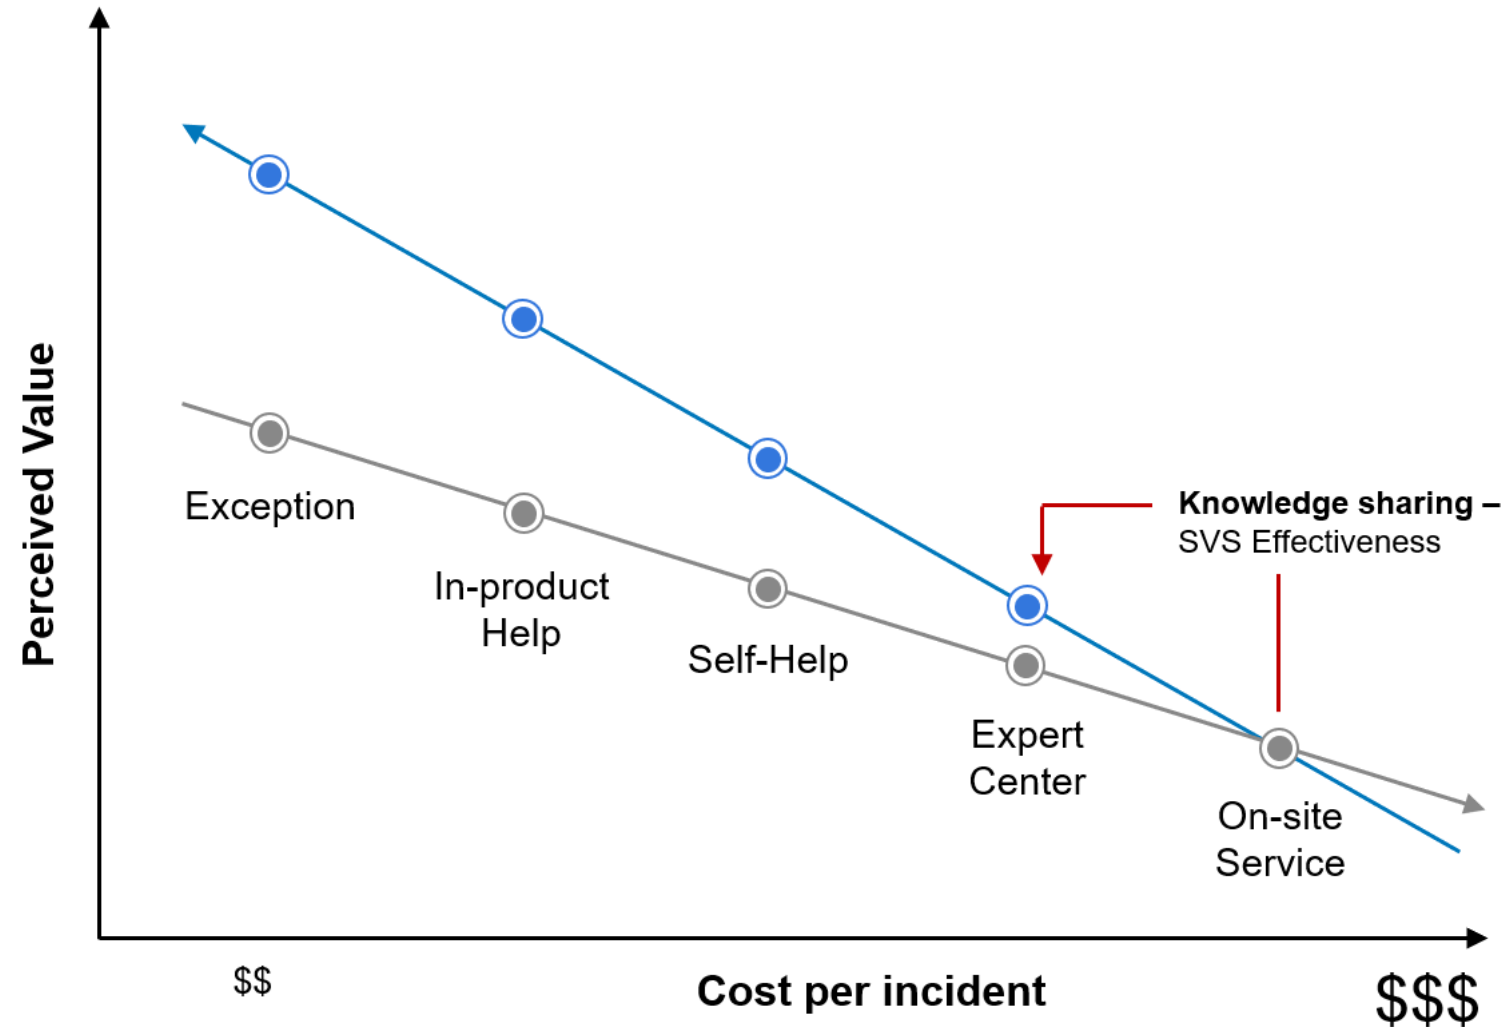 Perceived Value
Exception
In-product
Help
Self-Help
Knowledge sharing –
SVS Effectiveness
Expert
Center
On-site
Service
$$
Cost per incident
$$$